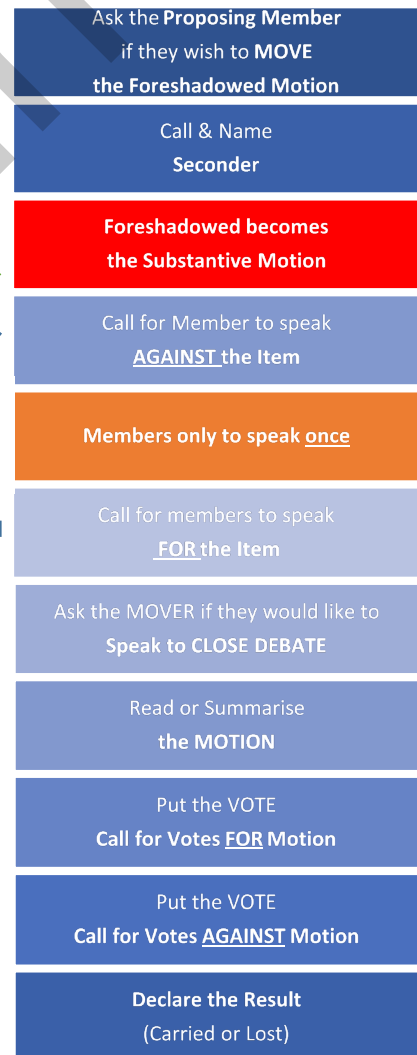 Ask the Proposing Member
if they wish to MOVE
the Foreshadowed Motion
Call & Name
Seconder
Foreshadowed becomes
the Substantive Motion
Call for Member to speak
AGAINST the Item
Members only to speak once
Call for members to speak
FOR the Item
Ask the MOVER if they would like to
Speak to CLOSE DEBATE
Read or Summarise
the MOTION
Put the VOTE
Call for Votes FOR Motion
Put the VOTE
Call for Votes AGAINST Motion
Declare the Result
(Carried or Lost)